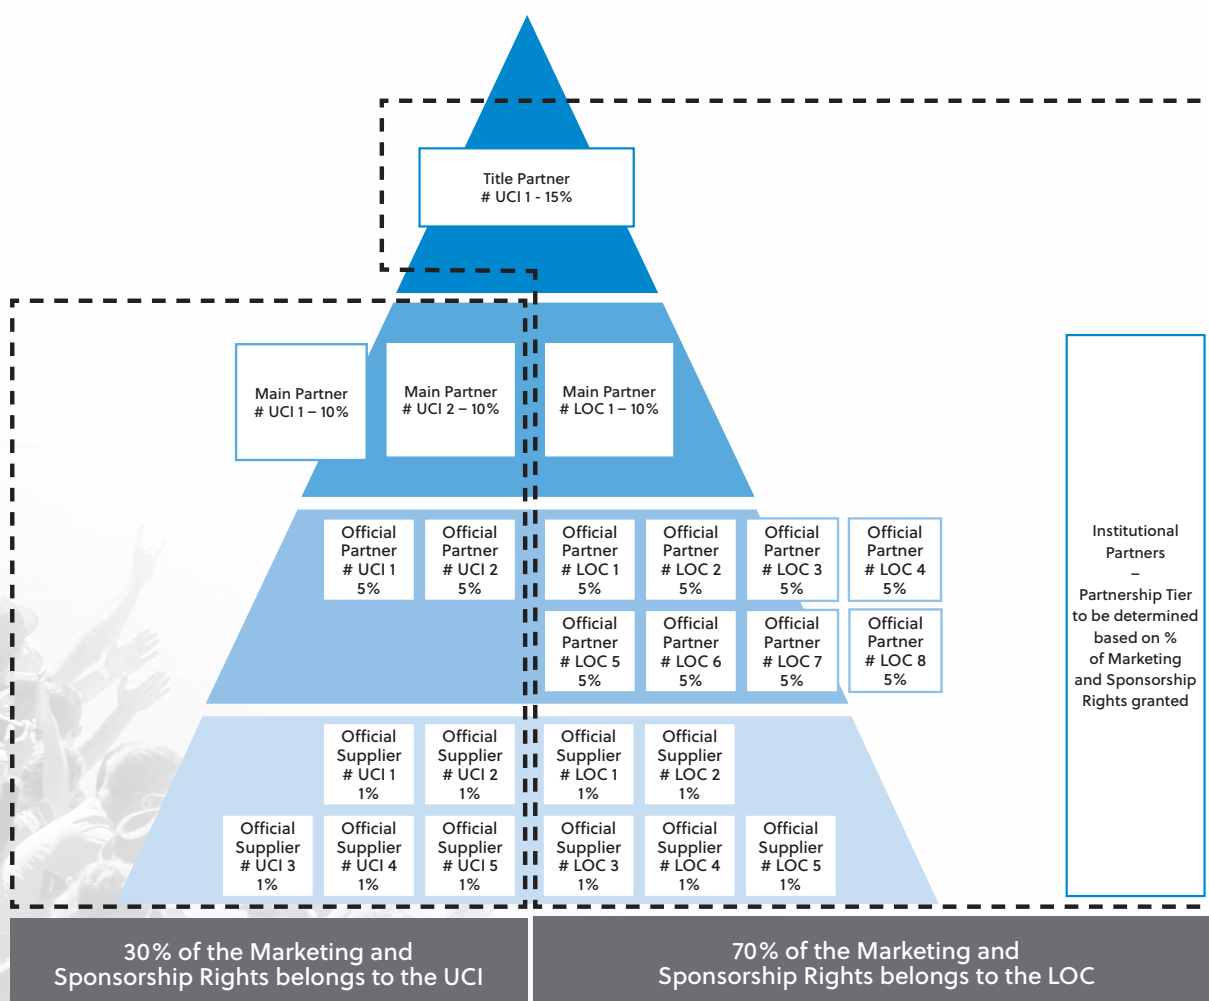 Title Partner
# UCI 1 - 15%
Main Partner
# UCI 1 – 10%
Main Partner
# UCI 2 – 10%
Main Partner
# LOC 1 – 10%
Official
Partner
# UCI 1
5%
Official
Partner
# UCI 2
5%
Official
Partner
# LOC 1
5%
Official
Partner
# LOC 2
5%
Official
Partner
# LOC 3
5%
Official
Partner
# LOC 4
5%
Official
Partner
# LOC 5
5%
Official
Partner
# LOC 6
5%
Official
Partner
# LOC 7
5%
Official
Partner
# LOC 8
5%
Official
Supplier
# UCI 1
1%
Official
Supplier
# UCI 2
1%
Official
Supplier
# LOC 1
1%
Official
Supplier
# LOC 2
1%
Official
Supplier
# UCI 3
1%
Official
Supplier
# UCI 4
1%
Official
Supplier
# UCI 5
1%
Official
Supplier
# LOC 3
1%
Official
Supplier
# LOC 4
1%
Official
Supplier
# LOC 5
1%
Institutional
Partners
–
Partnership Tier
to be determined
based on %
of Marketing
and Sponsorship
Rights granted
30% of the Marketing and
Sponsorship Rights belongs to the UCI
70% of the Marketing and
Sponsorship Rights belongs to the LOC